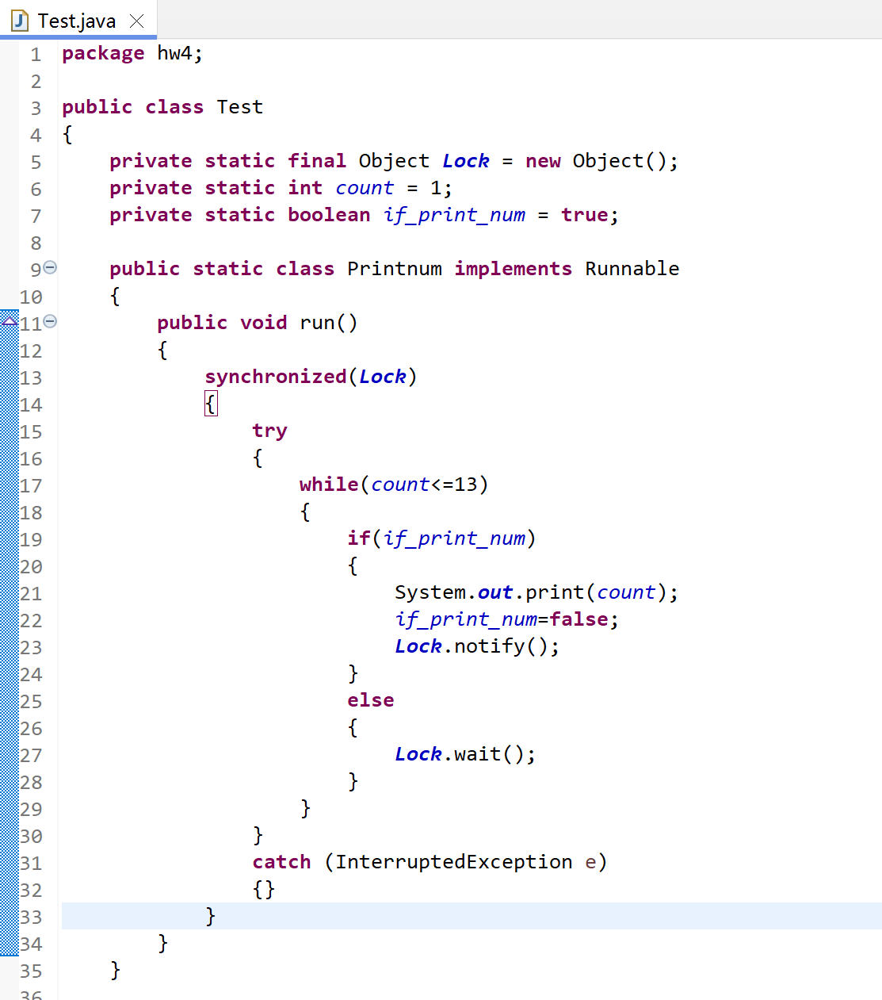 Test.java
1 package hw4;
2
3 public class Test
4 {
5     private static final Object Lock = new Object();
6     private static int count = 1;
7     private static boolean if_print_num = true;
8
9     public static class Printnum implements Runnable
10     {
11         public void run()
12         {
13             synchronized(Lock)
14             {
15                 try
16                 {
17                     while(count<=13)
18                     {
19                         if(if_print_num)
20                         {
21                             System.out.print(count);
22                             if_print_num=false;
23                             Lock.notify();
24                         }
25                         else
26                         {
27                             Lock.wait();
28                         }
29                     }
30                 }
31                 catch (InterruptedException e)
32                 {}
33             }
34         }
35     }
36